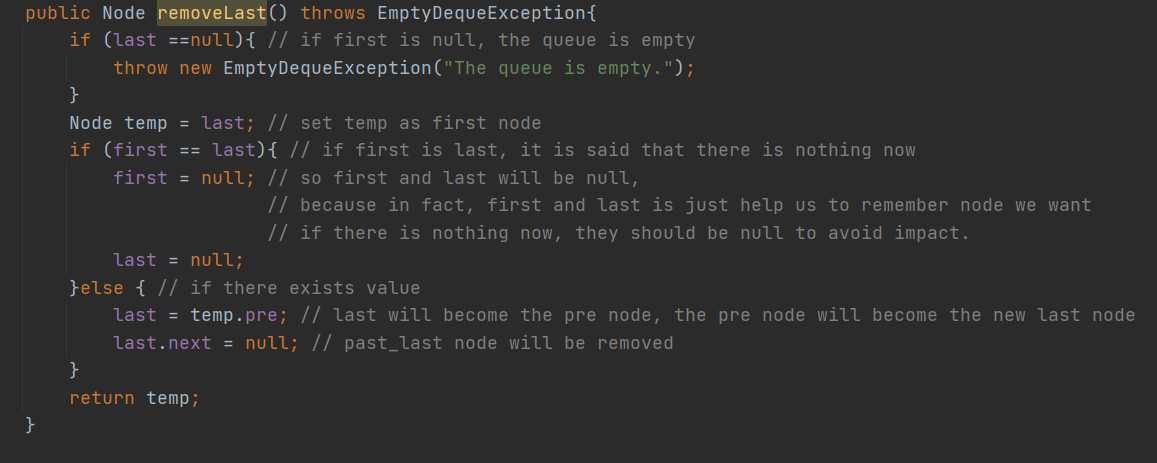 public Node removeLast() throws EmptyDequeException{
if (last ==null){ // if first is null, the queue is empty
throw new EmptyDequeException("The queue is empty.");
}
Node temp = last; // set temp as first node
if (first == last){ // if first is last, it is said that there is nothing now
first = null; // so first and last will be null,
// because in fact, first and last is just help us to remember node we want
// if there is nothing now, they should be null to avoid impact.
last = null;
}else { // if there exists value
last = temp.pre; // last will become the pre node, the pre node will become the new last node
last.next = null; // past_last node will be removed
}
return temp;
}